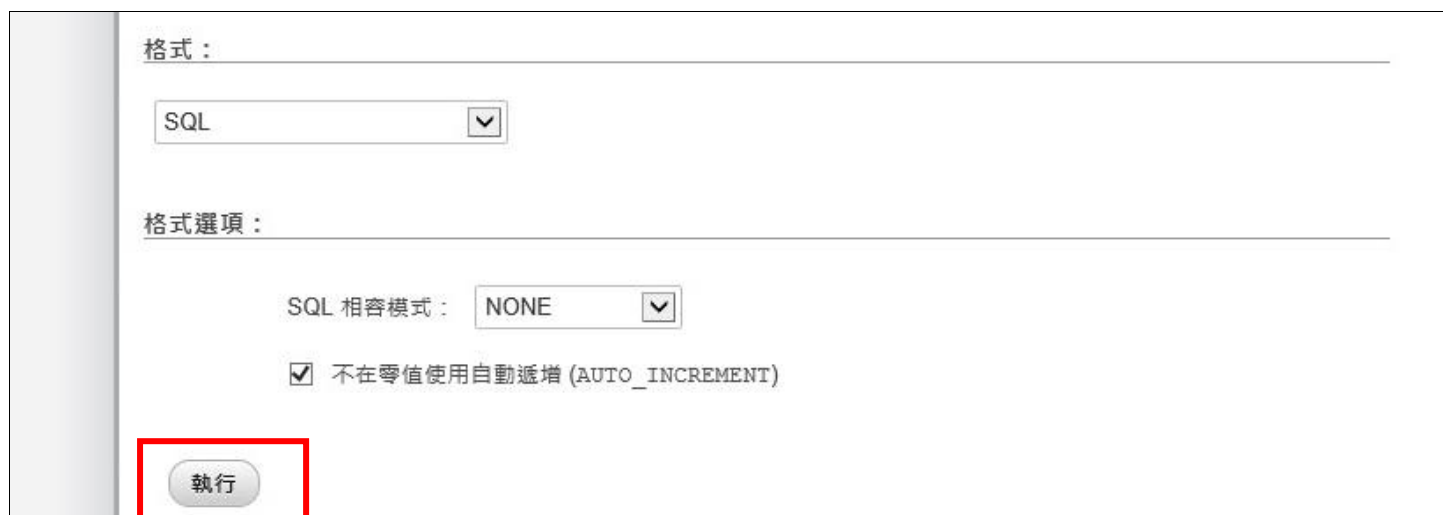 格式：
SQL
格式選項：
SQL 相容模式： NONE
不在零值使用自動遞增 (AUTO_INCREMENT)
執行